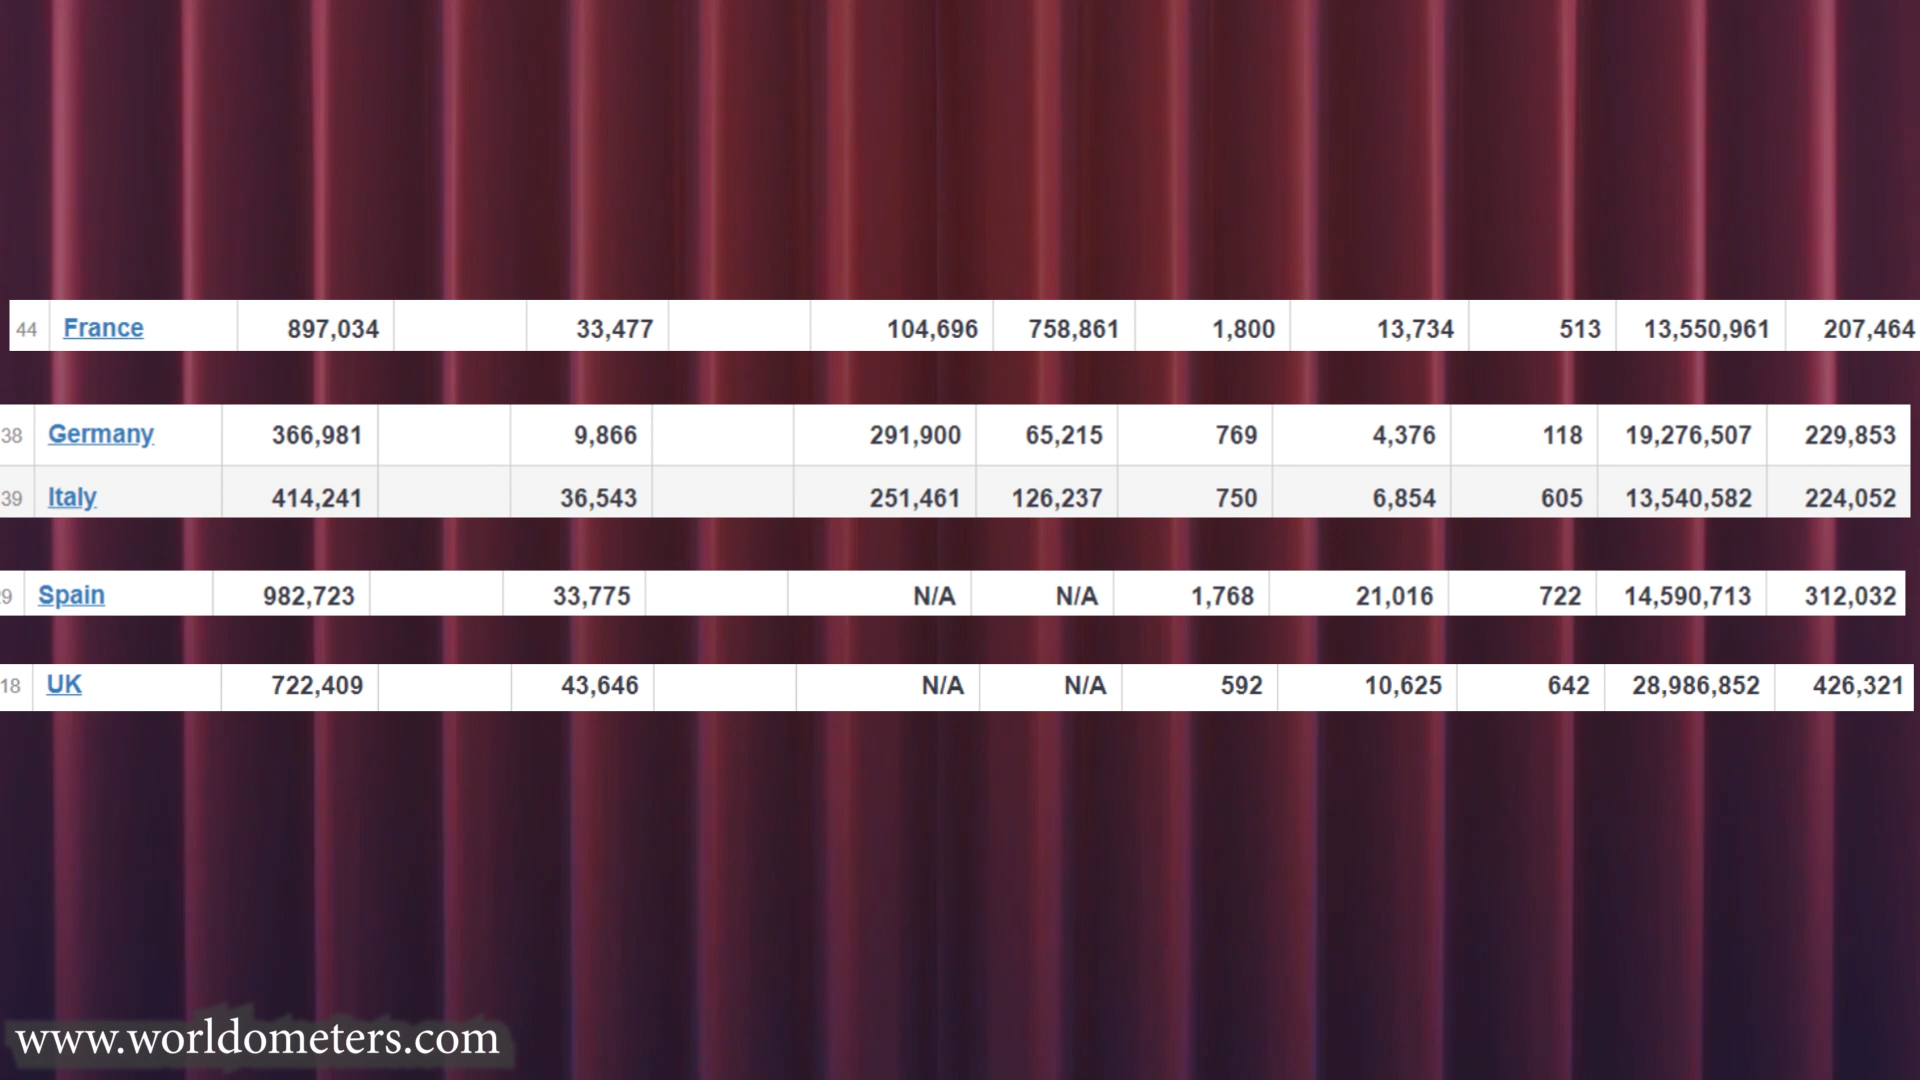 44 France 897,034 33,477 104,696 758,861 1,800 13,734 513 13,550,961 207,464
38 Germany 366,981 9,866 291,900 65,215 769 4,376 118 19,276,507 229,853
39 Italy 414,241 36,543 251,461 126,237 750 6,854 605 13,540,582 224,052
9 Spain 982,723 33,775 N/A N/A 1,768 21,016 722 14,590,713 312,032
18 UK 722,409 43,646 N/A N/A 592 10,625 642 28,986,852 426,321
www.worldometers.com